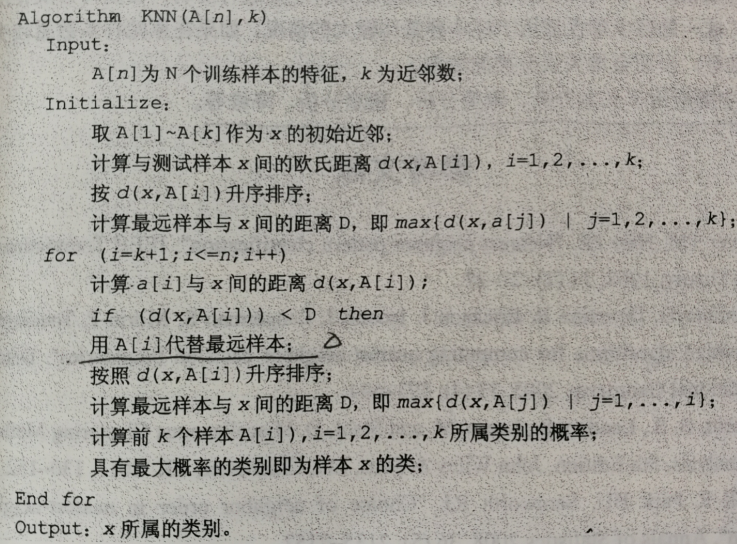 Algorithm KNN(A[n],k)
Input:
A[n]为 N 个训练样本的特征，k 为近邻数；
Initialize:
取 A[1]~A[k]作为 x 的初始近邻；
计算与测试样本 x 间的欧氏距离 d(x,A[i])，i=1,2,...,k；
按 d(x,A[i])升序排序；
计算最远样本与 x 间的距离 D，即 max{d(x,a[j]) | j=1,2,...,k}；
for (i=k+1;i<=n;i++)
计算 a[i]与 x 间的距离 d(x,A[i])；
if (d(x,A[i])) < D then
用 A[i]代替最远样本；
按照 d(x,A[i])升序排序；
计算最远样本与 x 间的距离 D，即 max{d(x,A[j]) | j=1,...,i}；
计算前 k 个样本 A[i]),i=1,2,...,k 所属类别的概率；
具有最大概率的类别即为样本 x 的类；
End for
Output: x 所属的类别。